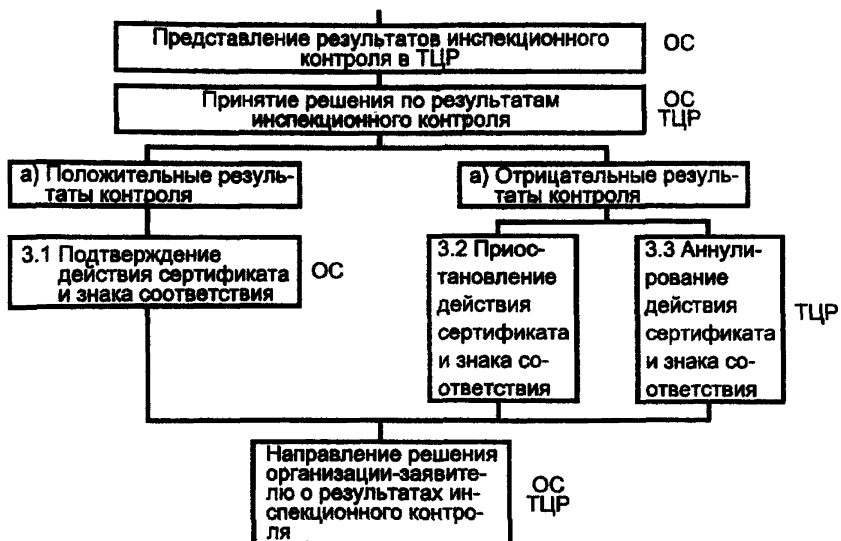 Представление результатов инспекционного
контроля в ТЦР
ОС
Принятие решения по результатам
инспекционного контроля
ОС
ТЦР
а) Положительные резуль-
таты контроля
а) Отрицательные резуль-
таты контроля
3.1 Подтверждение
действия сертификата
и знака соответствия
ОС
3.2 Приос-
тановление
действия
сертификата
и знака со-
ответствия
3.3 Аннули-
рование
действия
сертификата
и знака со-
ответствия
ТЦР
Направление решения
организации-заявите-
лю о результатах ин-
спекционного контро-
ля
ОС
ТЦР